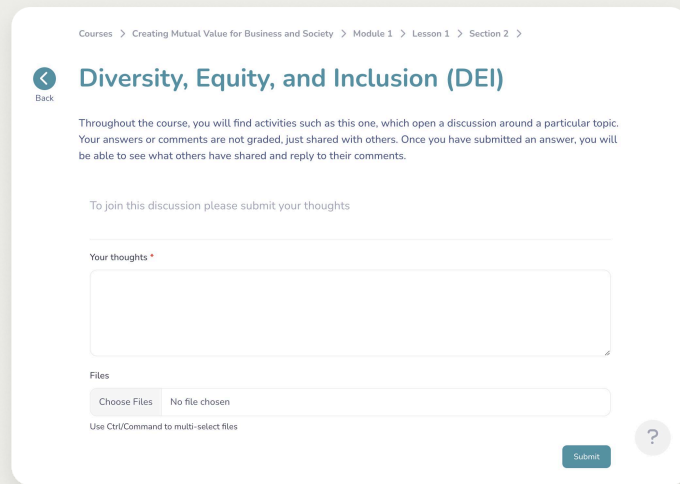 Courses > Creating Mutual Value for Business and Society > Module 1 > Lesson 1 > Section 2 >
Back
Diversity, Equity, and Inclusion (DEI)
Throughout the course, you will find activities such as this one, which open a discussion around a particular topic.
Your answers or comments are not graded, just shared with others. Once you have submitted an answer, you will
be able to see what others have shared and reply to their comments.
To join this discussion please submit your thoughts
Your thoughts *
Files
Choose Files No file chosen
Use Ctrl/Command to multi-select files
?
Submit